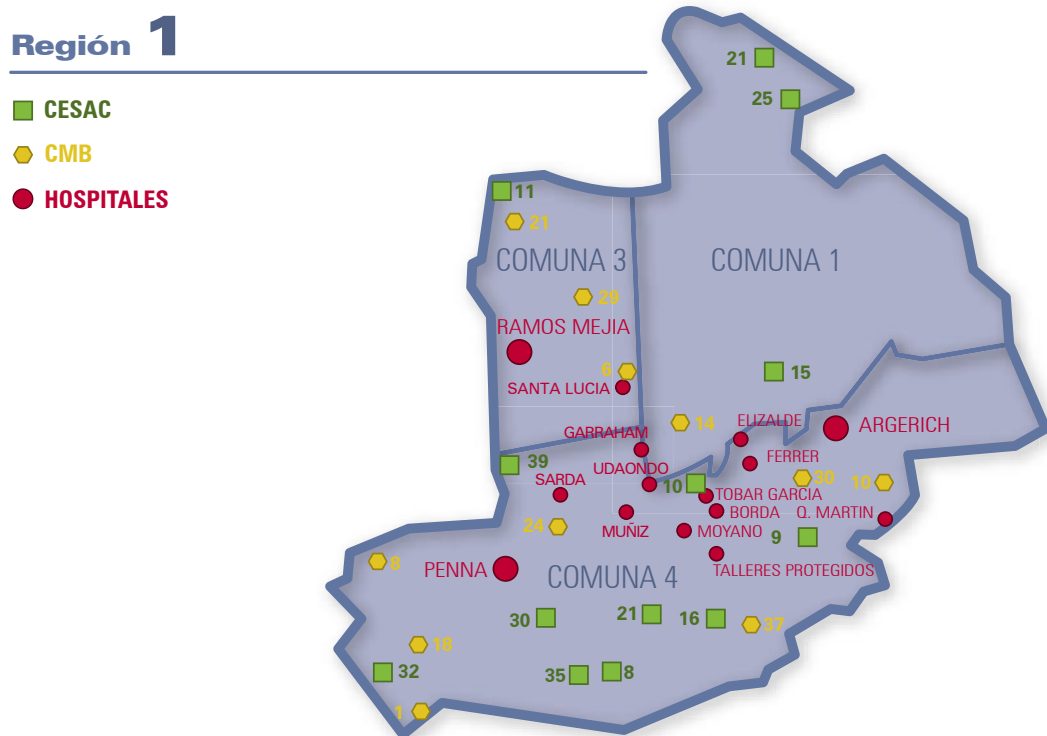 Región 1
CESAC
CMB
HOSPITALES
21
25
11
21
COMUNA 3
COMUNA 1
29
RAMOS MEJIA
6
15
SANTA LUCIA
14
ELIZALDE
ARGERICH
GARRAHAM
FERRER
39
UDAONDO
SARDA
10
30
10
TOBAR GARCIA
BORDA
Q. MARTIN
24
MUÑIZ
MOYANO
9
8
PENNA
COMUNA 4
TALLERES PROTEGIDOS
30
21
16
37
18
32
35
8
1